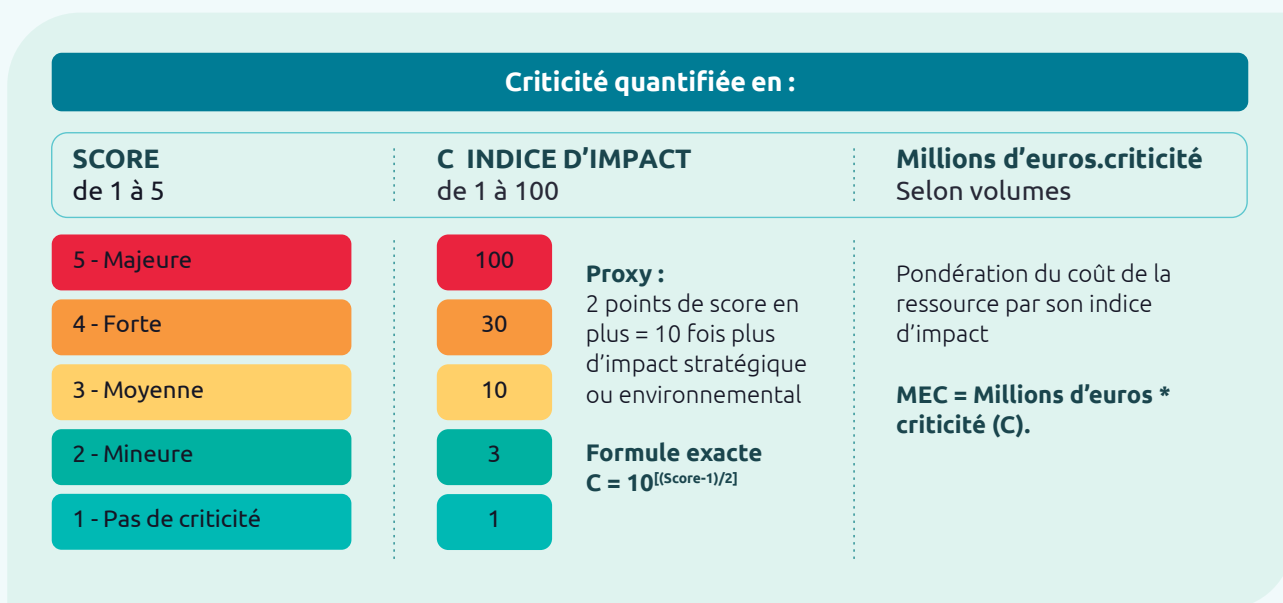 Criticité quantifiée en :
SCORE
de 1 à 5
C INDICE D’IMPACT
de 1 à 100
Millions d’euros.criticité
Selon volumes
5 - Majeure
4 - Forte
3 - Moyenne
2 - Mineure
1 - Pas de criticité
100
30
10
3
1
Proxy :
2 points de score en
plus = 10 fois plus
d’impact stratégique
ou environnemental
Formule exacte
C = 10[(Score-1)/2]
Pondération du coût de la
ressource par son indice
d’impact
MEC = Millions d’euros *
criticité (C).